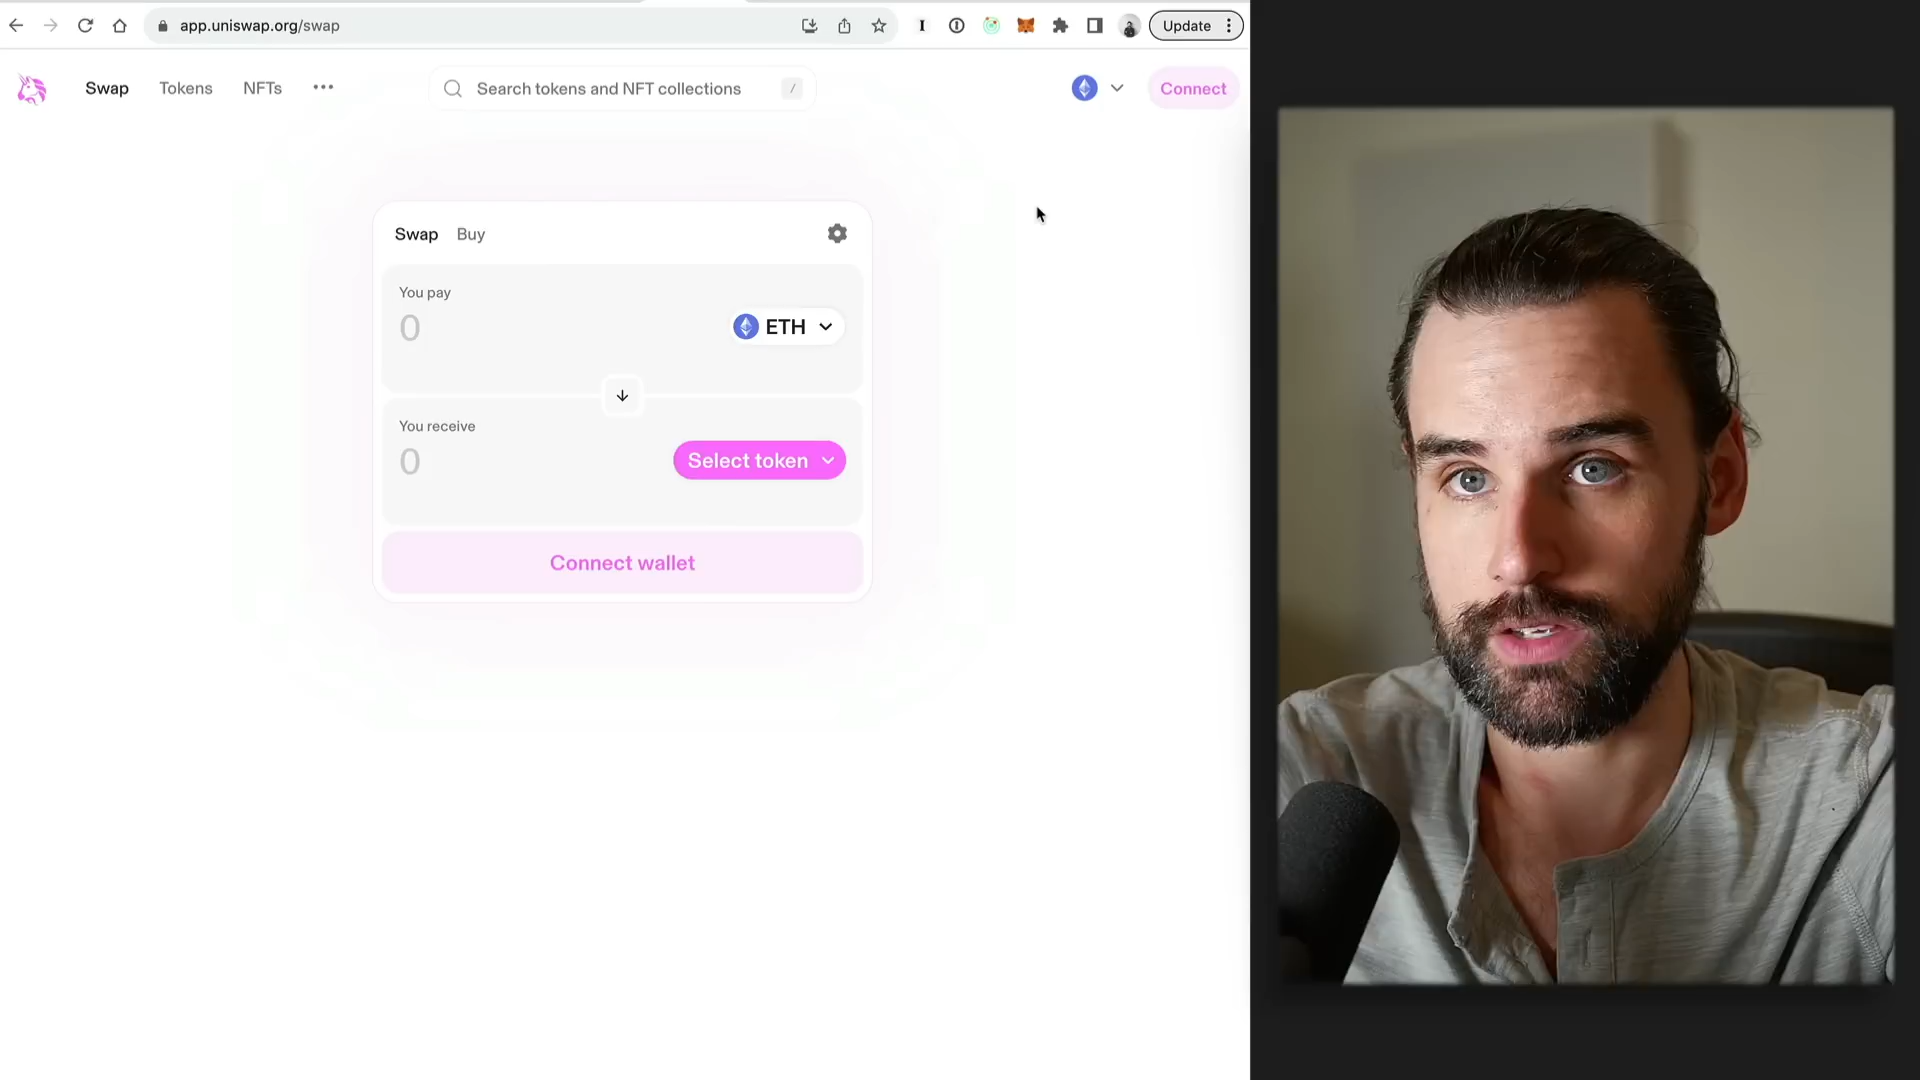 app.uniswap.org/swap
Update
Swap
Tokens
NFTs
Search tokens and NFT collections
/
Connect
Swap
Buy
You pay
0
ETH
You receive
0
Select token
Connect wallet